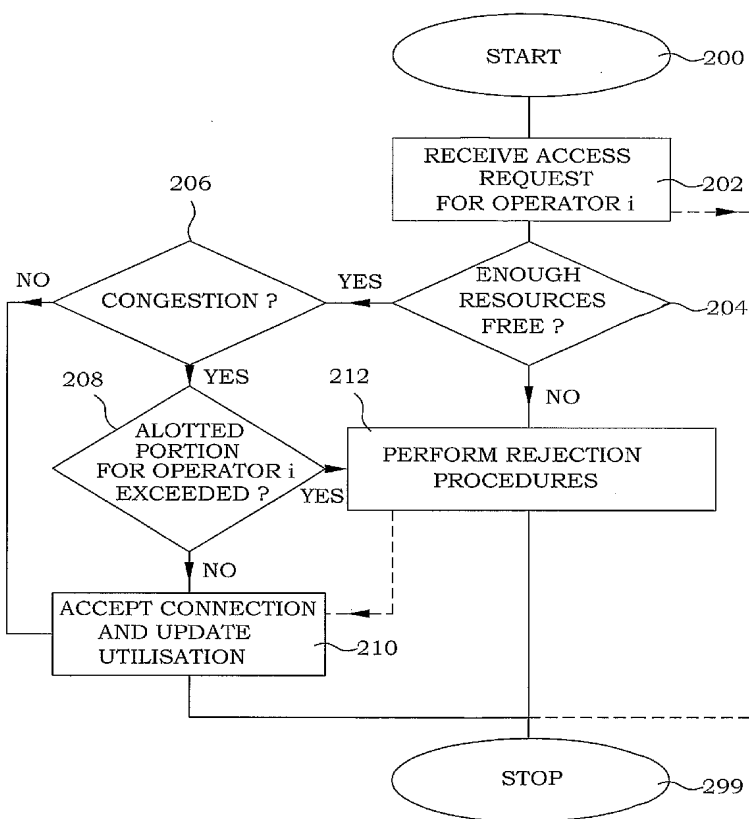 START
200
RECEIVE ACCESS
REQUEST
FOR OPERATOR i
202
206
NO
CONGESTION ?
YES
ENOUGH
RESOURCES
FREE ?
204
YES
NO
208
ALOTTED
PORTION
FOR OPERATOR i
EXCEEDED ?
YES
212
PERFORM REJECTION
PROCEDURES
NO
ACCEPT CONNECTION
AND UPDATE
UTILISATION
210
STOP
299